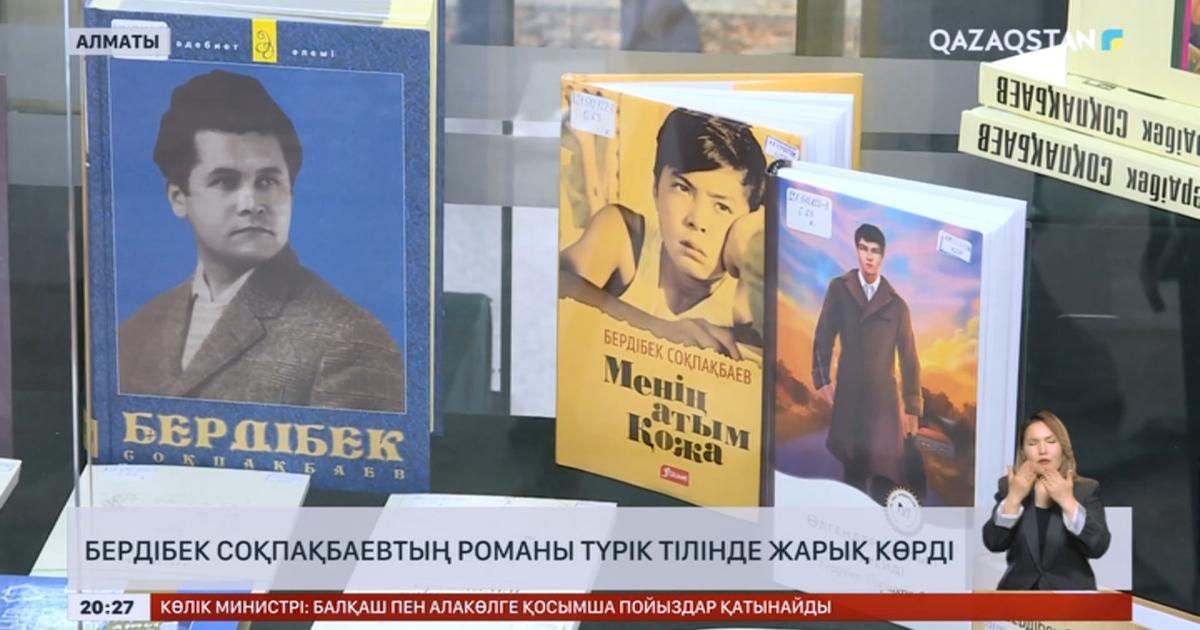 АЛМАТЫ
QAZAQSTAN
әдебиет әлемі
БЕРДІБЕК
СОҚПАҚБАЕВ
БЕРДІБЕК СОҚПАҚБАЕВ
Менің
атым
Қожа
СОҚПАҚБАЕВ
Бердібек СОҚПАҚБАЕВ
БЕРДІБЕК СОҚПАҚБАЕВТЫҢ РОМАНЫ ТҮРІК ТІЛІНДЕ ЖАРЫҚ КӨРДІ
20:27
КӨЛІК МИНИСТРІ: БАЛҚАШ ПЕН АЛАКӨЛГЕ ҚОСЫМША ПОЙЫЗДАР ҚАТЫНАЙДЫ